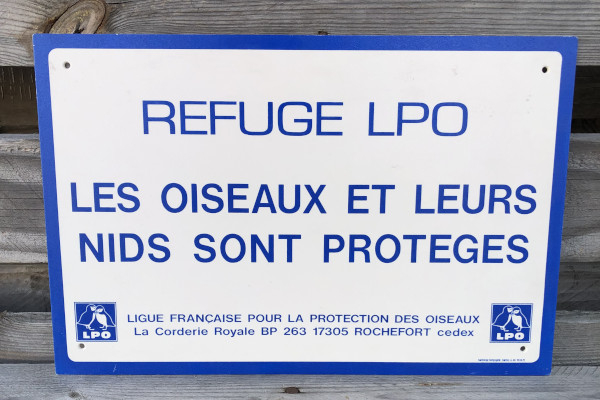 REFUGE LPO
LES OISEAUX ET LEURS
NIDS SONT PROTEGES
LIGUE FRANÇAISE POUR LA PROTECTION DES OISEAUX
La Corderie Royale BP 263 17305 ROCHEFORT cedex
LPO
LPO